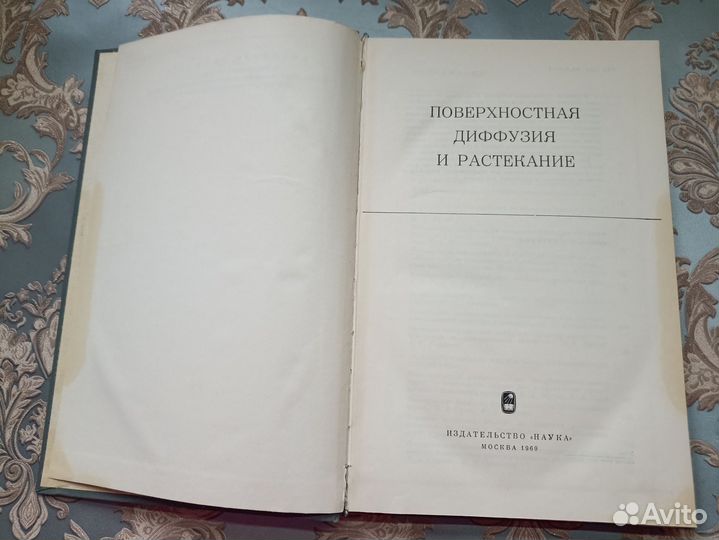 ПОВЕРХНОСТНАЯ
ДИФФУЗИЯ
И РАСТЕКАНИЕ
ИЗДАТЕЛЬСТВО «НАУКА»
МОСКВА 1969
Avito